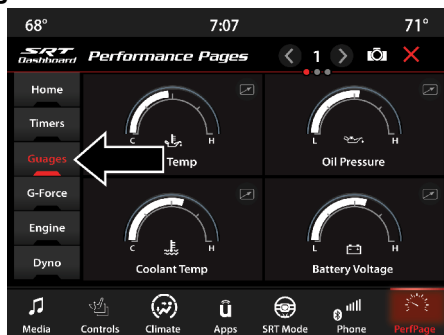 68°
7:07
71°
SRT
Dashboard
Performance Pages
1
Home
Timers
Guages
G-Force
Engine
Dyno
C
H
Temp
L
H
Oil Pressure
C
H
Coolant Temp
L
H
Battery Voltage
Media
Controls
Climate
Apps
SRT Mode
Phone
PerfPage